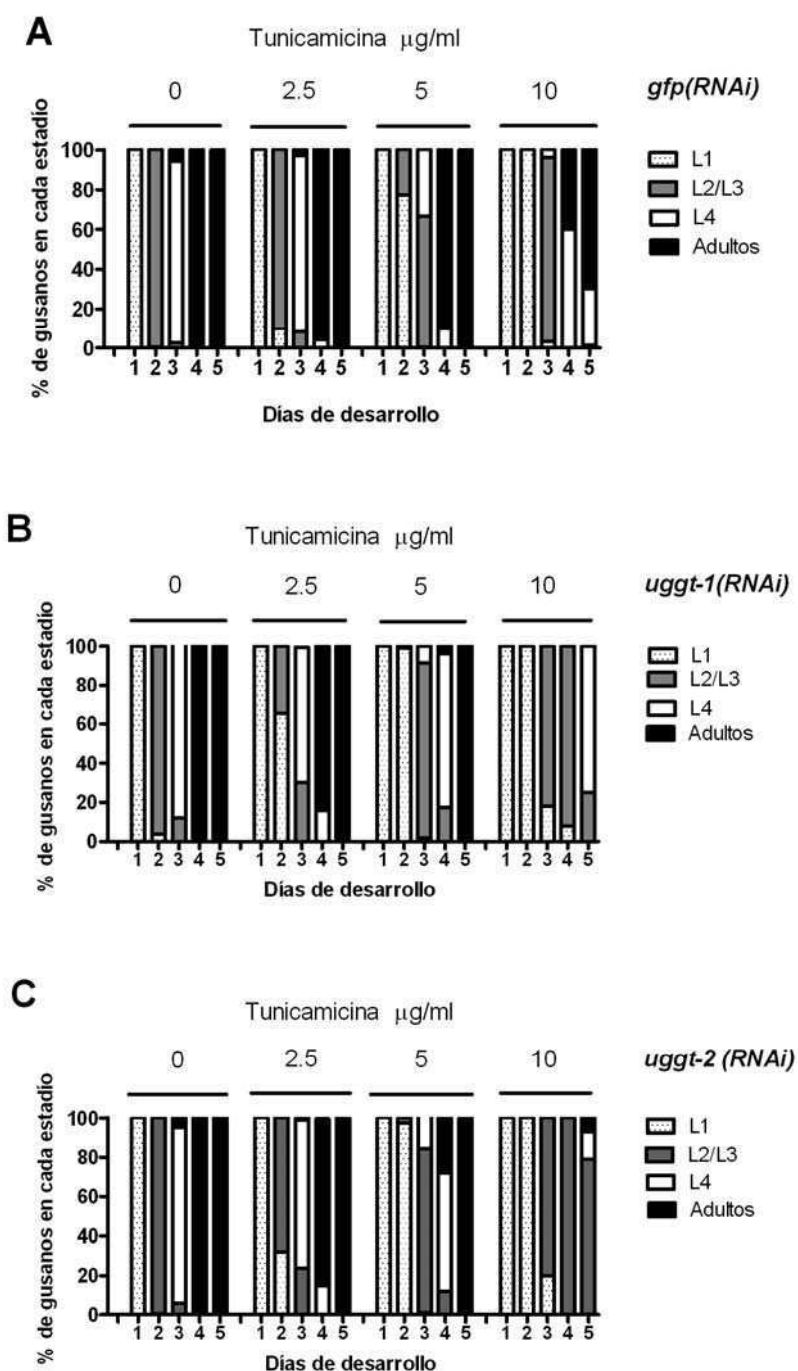 A
Tunicamicina μg/ml
0 2.5 5 10 gfp(RNAi)
% de gusanos en cada estadio
100
80
60
40
20
0
1 2 3 4 5 1 2 3 4 5 1 2 3 4 5 1 2 3 4 5
Días de desarrollo
L1
L2/L3
L4
Adultos
B
Tunicamicina μg/ml
0 2.5 5 10 uggt-1(RNAi)
% de gusanos en cada estadio
100
80
60
40
20
0
1 2 3 4 5 1 2 3 4 5 1 2 3 4 5 1 2 3 4 5
Días de desarrollo
L1
L2/L3
L4
Adultos
C
Tunicamicina μg/ml
0 2.5 5 10 uggt-2 (RNAi)
% de gusanos en cada estadio
100
80
60
40
20
0
1 2 3 4 5 1 2 3 4 5 1 2 3 4 5 1 2 3 4 5
Días de desarrollo
L1
L2/L3
L4
Adultos